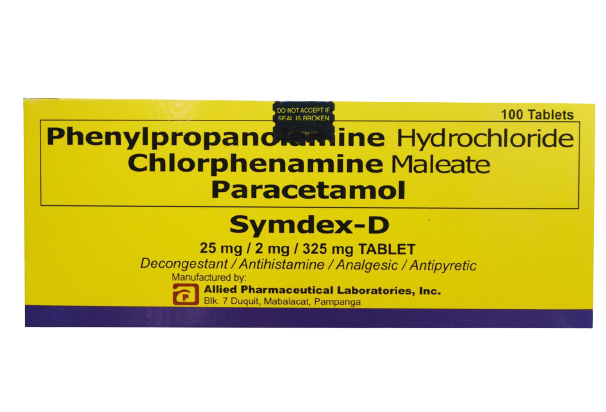 DO NOT ACCEPT IF
SEAL IS BROKEN
100 Tablets
Phenylpropanolamine Hydrochloride
Chlorphenamine Maleate
Paracetamol
Symdex-D
25 mg / 2 mg / 325 mg TABLET
Decongestant / Antihistamine / Analgesic / Antipyretic
Manufactured by:
Allied Pharmaceutical Laboratories, Inc.
Blk. 7 Duquit, Mabalacat, Pampanga